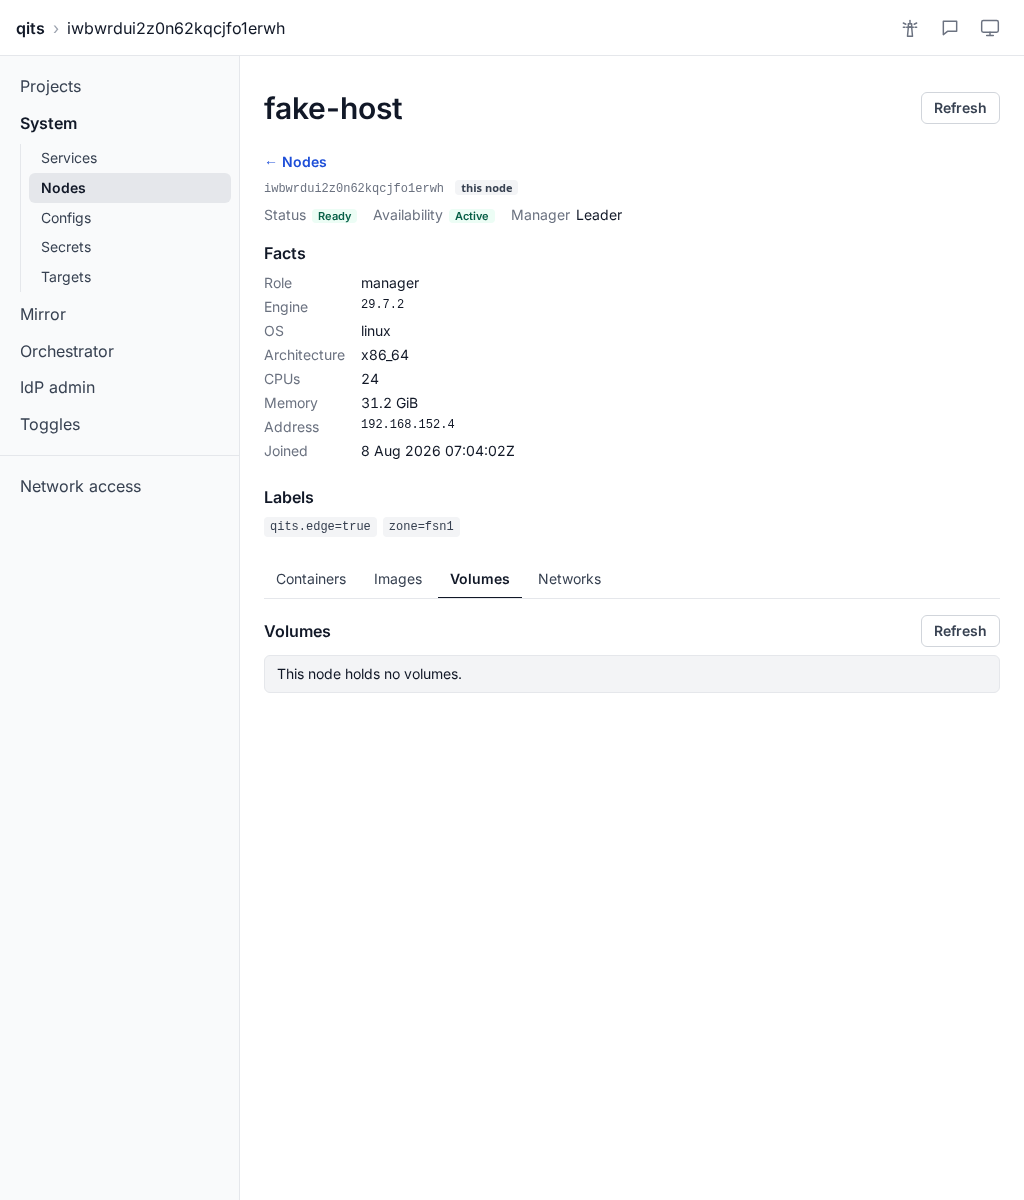 qits › iwbwrdui2z0n62kqcjfo1erwh
Projects
System
Services
Nodes
Configs
Secrets
Targets
Mirror
Orchestrator
IdP admin
Toggles
Network access
fake-host
Refresh
← Nodes
iwbwrdui2z0n62kqcjfo1erwh this node
Status Ready Availability Active Manager Leader
Facts
Role manager
Engine 29.7.2
OS linux
Architecture x86_64
CPUs 24
Memory 31.2 GiB
Address 192.168.152.4
Joined 8 Aug 2026 07:04:02Z
Labels
qits.edge=true zone=fsn1
Containers Images Volumes Networks
Volumes
Refresh
This node holds no volumes.